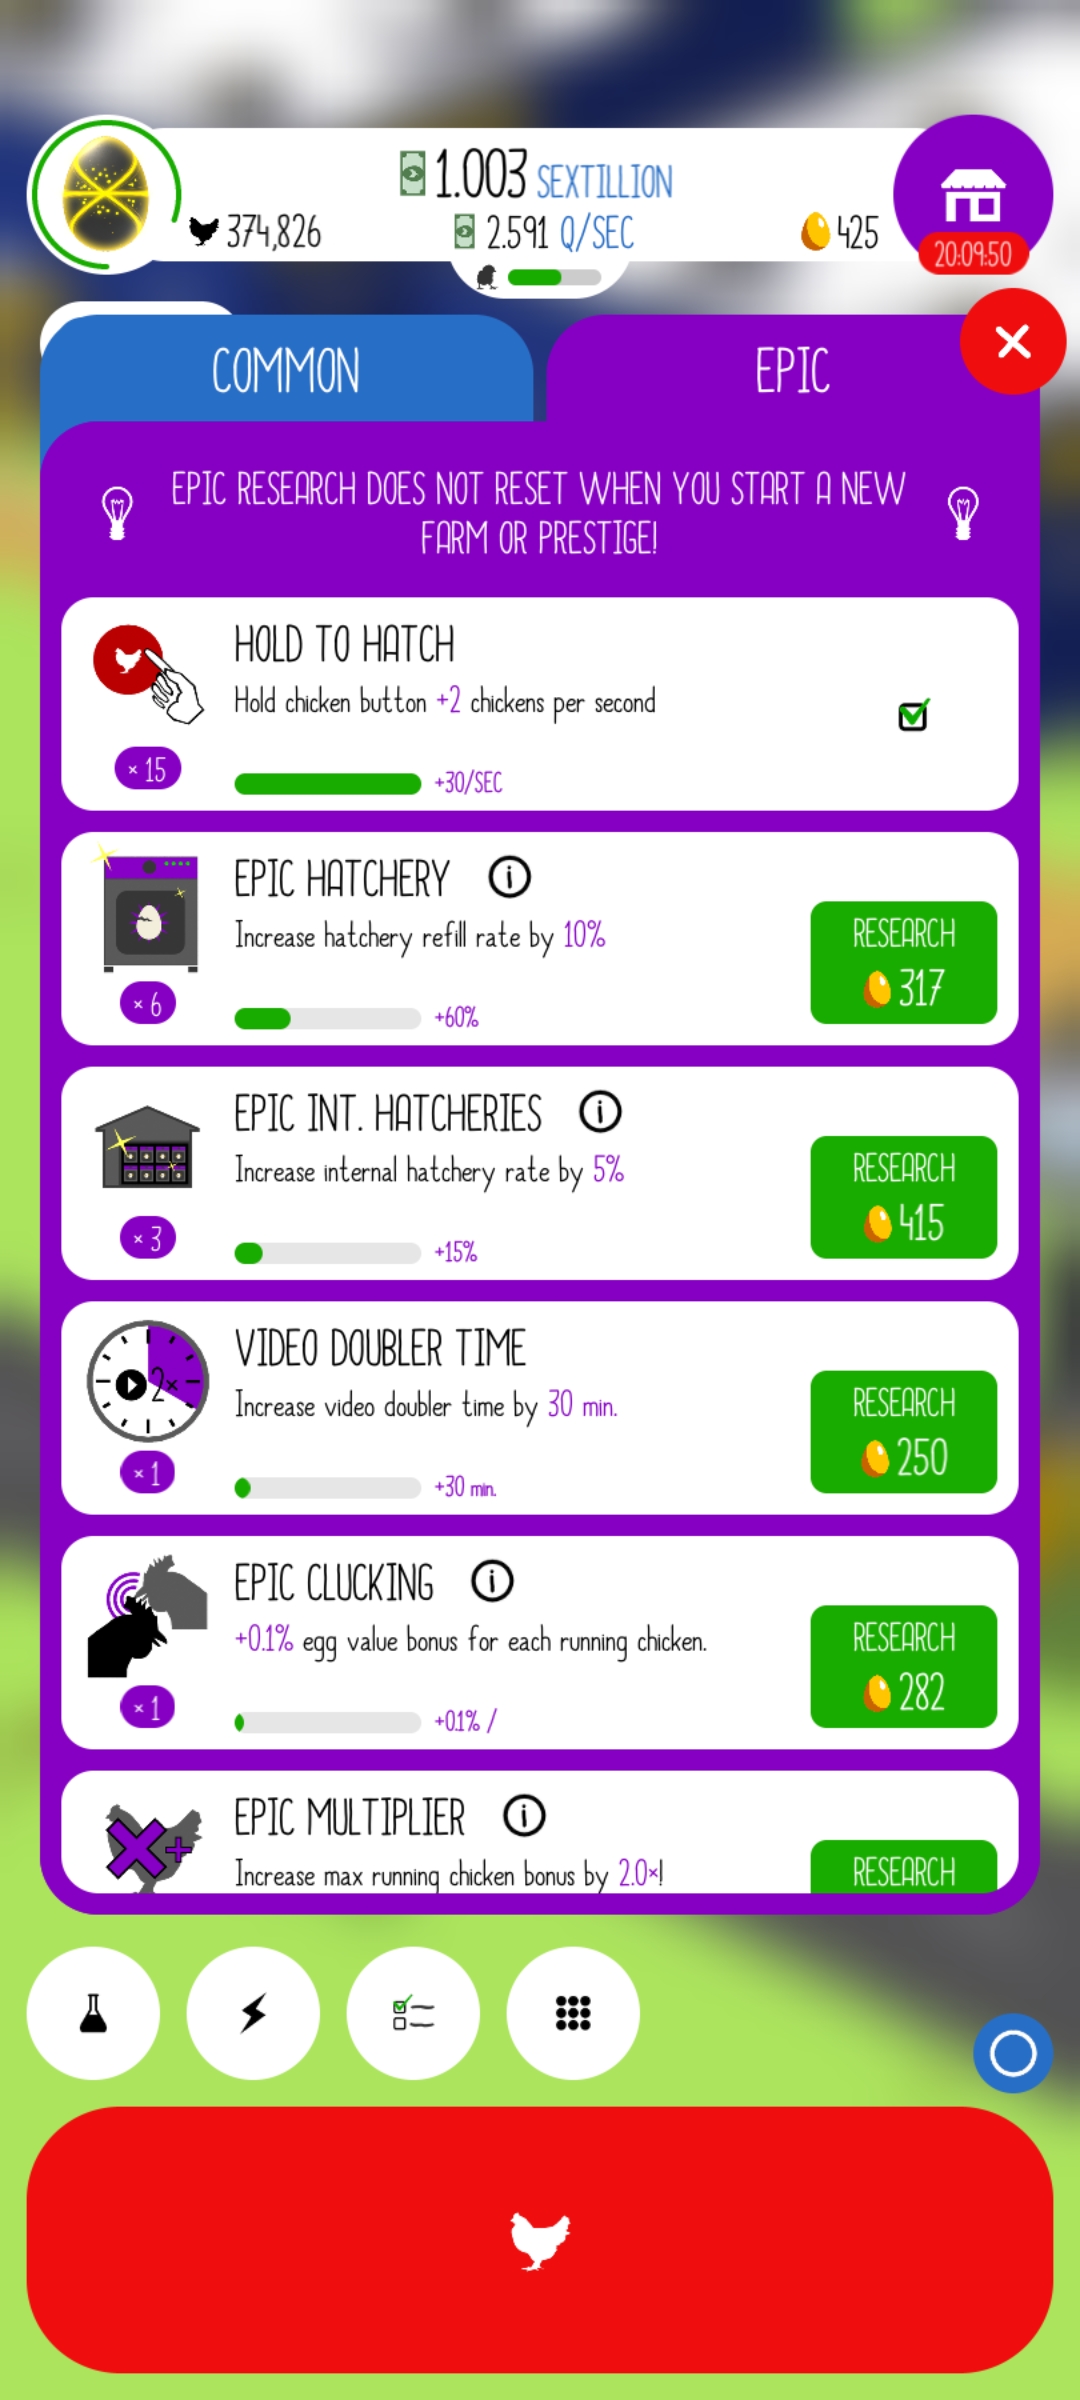 1.003 SEXTILLION
374,826
2.591 Q/SEC
425
20:09:50
COMMON
EPIC
EPIC RESEARCH DOES NOT RESET WHEN YOU START A NEW
FARM OR PRESTIGE!
HOLD TO HATCH
Hold chicken button +2 chickens per second
× 15
+30/SEC
EPIC HATCHERY
Increase hatchery refill rate by 10%
RESEARCH
317
× 6
+60%
EPIC INT. HATCHERIES
Increase internal hatchery rate by 5%
RESEARCH
415
× 3
+15%
VIDEO DOUBLER TIME
2×
Increase video doubler time by 30 min.
RESEARCH
250
× 1
+30 min.
EPIC CLUCKING
+0.1% egg value bonus for each running chicken.
RESEARCH
282
× 1
+0.1% /
EPIC MULTIPLIER
Increase max running chicken bonus by 2.0×!
RESEARCH